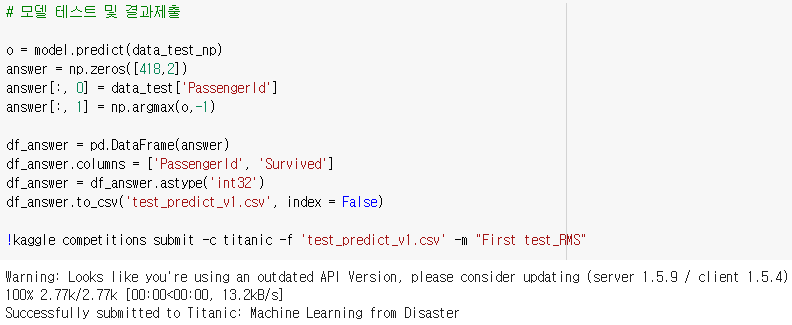 # 모델 테스트 및 결과제출
o = model.predict(data_test_np)
answer = np.zeros([418,2])
answer[:, 0] = data_test['PassengerId']
answer[:, 1] = np.argmax(o,-1)
df_answer = pd.DataFrame(answer)
df_answer.columns = ['PassengerId', 'Survived']
df_answer = df_answer.astype('int32')
df_answer.to_csv('test_predict_v1.csv', index = False)
!kaggle competitions submit -c titanic -f 'test_predict_v1.csv' -m "First test_RMS"
Warning: Looks like you're using an outdated API Version, please consider updating (server 1.5.9 / client 1.5.4)
100% 2.77k/2.77k [00:00<00:00, 13.2kB/s]
Successfully submitted to Titanic: Machine Learning from Disaster